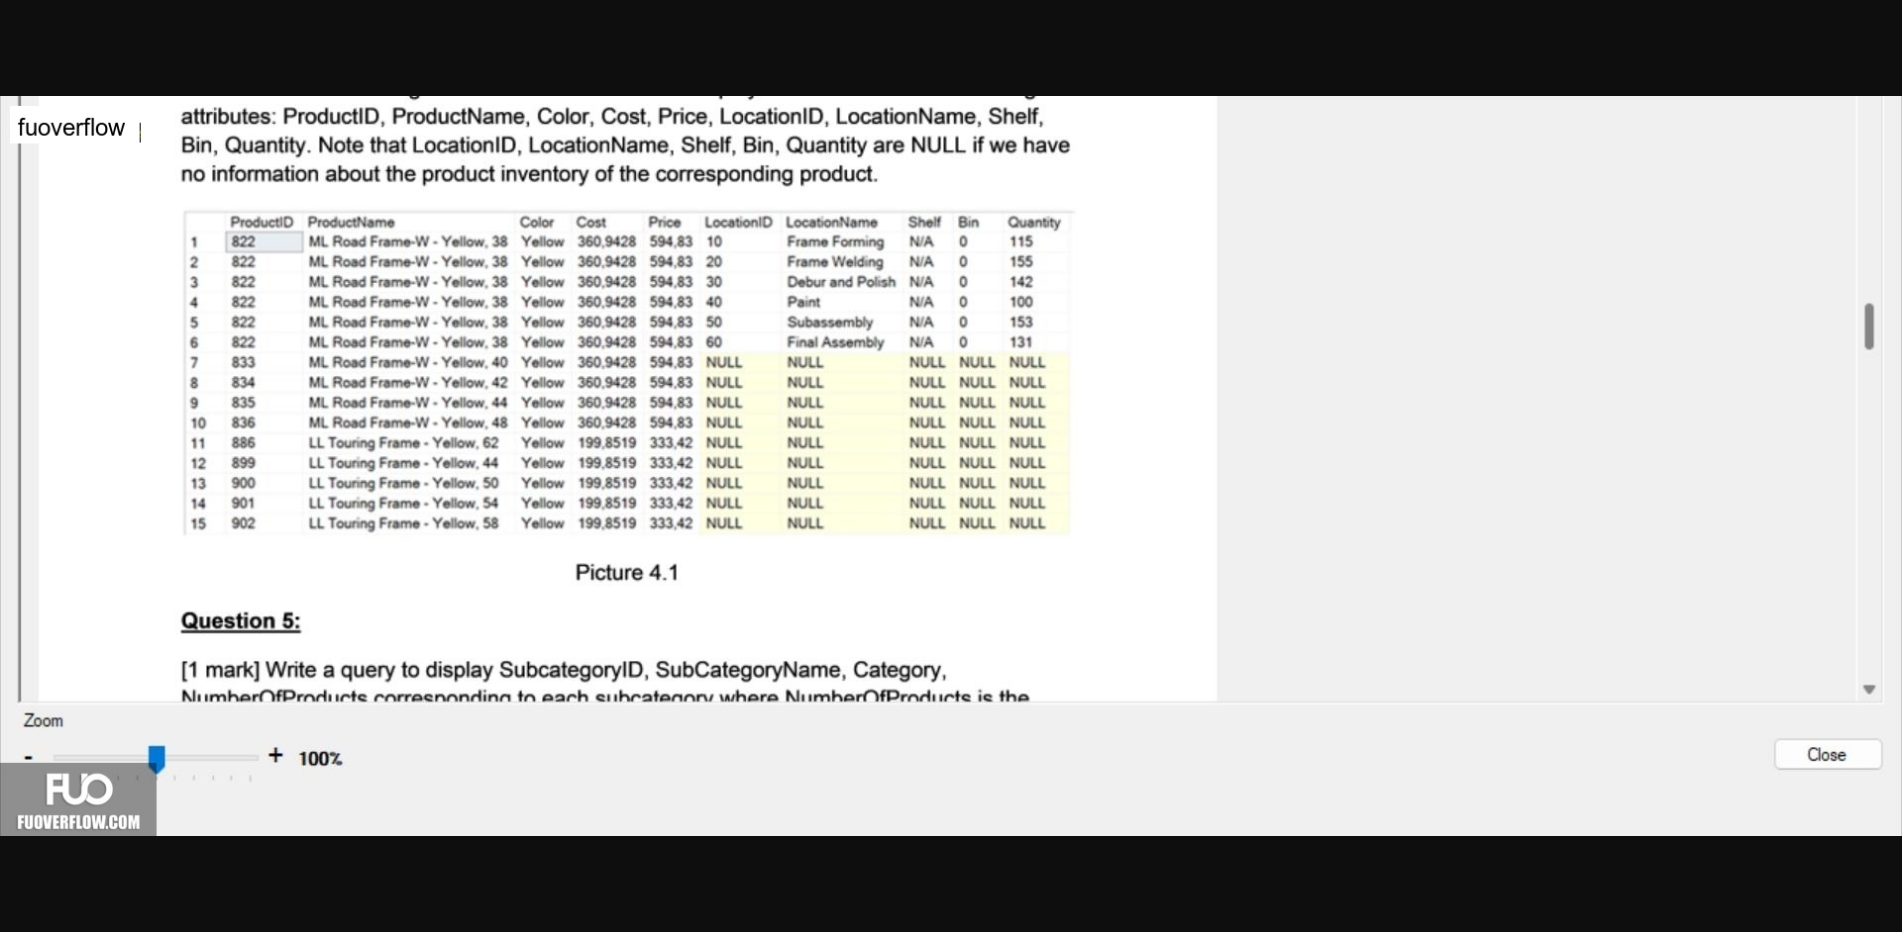 fuoverflow
attributes: ProductID, ProductName, Color, Cost, Price, LocationID, LocationName, Shelf,
Bin, Quantity. Note that LocationID, LocationName, Shelf, Bin, Quantity are NULL if we have
no information about the product inventory of the corresponding product.
ProductID ProductName Color Cost Price LocationID LocationName Shelf Bin Quantity
1 822 ML Road Frame-W - Yellow, 38 Yellow 360,9428 594,83 10 Frame Forming N/A 0 115
2 822 ML Road Frame-W - Yellow, 38 Yellow 360,9428 594,83 20 Frame Welding N/A 0 155
3 822 ML Road Frame-W - Yellow, 38 Yellow 360,9428 594,83 30 Debur and Polish N/A 0 142
4 822 ML Road Frame-W - Yellow, 38 Yellow 360,9428 594,83 40 Paint N/A 0 100
5 822 ML Road Frame-W - Yellow, 38 Yellow 360,9428 594,83 50 Subassembly N/A 0 153
6 822 ML Road Frame-W - Yellow, 38 Yellow 360,9428 594,83 60 Final Assembly N/A 0 131
7 833 ML Road Frame-W - Yellow, 40 Yellow 360,9428 594,83 NULL NULL NULL NULL NULL
8 834 ML Road Frame-W - Yellow, 42 Yellow 360,9428 594,83 NULL NULL NULL NULL NULL
9 835 ML Road Frame-W - Yellow, 44 Yellow 360,9428 594,83 NULL NULL NULL NULL NULL
10 836 ML Road Frame-W - Yellow, 48 Yellow 360,9428 594,83 NULL NULL NULL NULL NULL
11 886 LL Touring Frame - Yellow, 62 Yellow 199,8519 333,42 NULL NULL NULL NULL NULL
12 899 LL Touring Frame - Yellow, 44 Yellow 199,8519 333,42 NULL NULL NULL NULL NULL
13 900 LL Touring Frame - Yellow, 50 Yellow 199,8519 333,42 NULL NULL NULL NULL NULL
14 901 LL Touring Frame - Yellow, 54 Yellow 199,8519 333,42 NULL NULL NULL NULL NULL
15 902 LL Touring Frame - Yellow, 58 Yellow 199,8519 333,42 NULL NULL NULL NULL NULL
Picture 4.1
Question 5:
[1 mark] Write a query to display SubcategoryID, SubCategoryName, Category,
NumberOfProducts corresponding to each subcategory where NumberOfProducts is the
Zoom
- + 100%
Close
FUO
FUOVERFLOW.COM